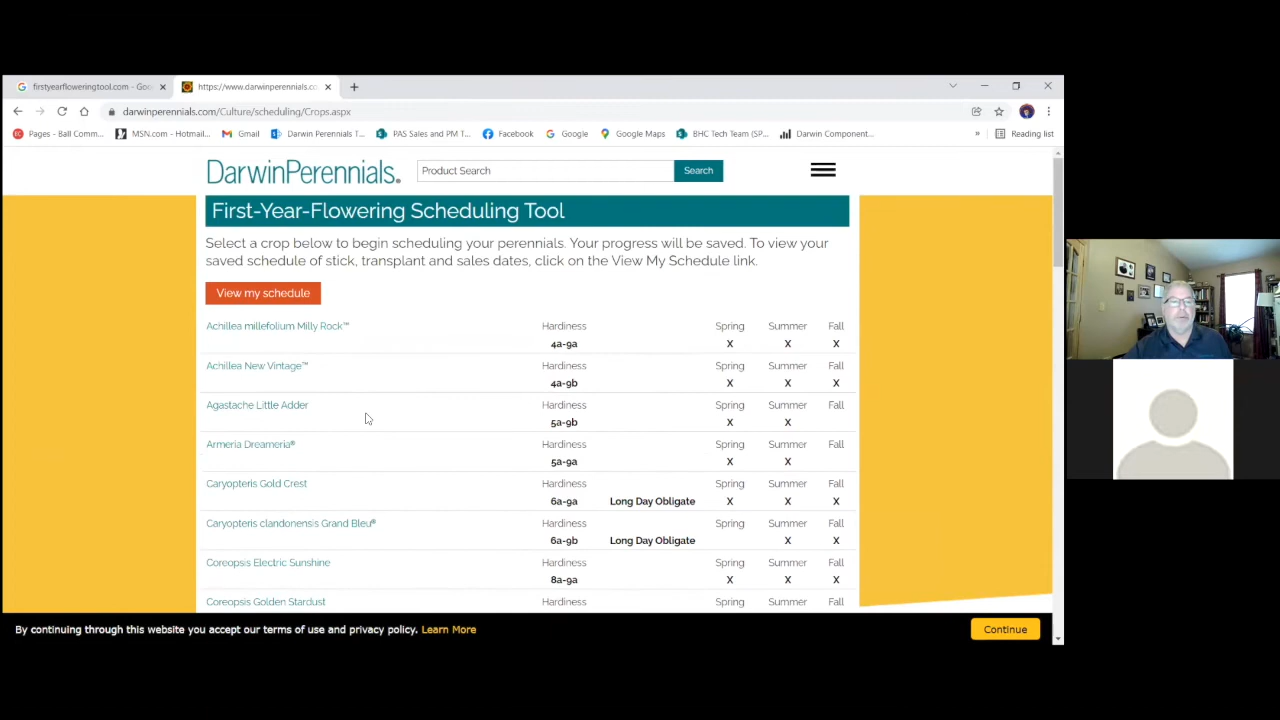 firstyearfloweringtool.com - Goo
https://www.darwinperennials.co
darwinperennials.com/Culture/scheduling/Crops.aspx
Pages - Ball Comm... MSN.com - Hotmail... Gmail Darwin Perennials T... PAS Sales and PM T... Facebook Google Google Maps BHC Tech Team (SP... Darwin Component... » Reading list
DarwinPerennials® Product Search Search
First-Year-Flowering Scheduling Tool
Select a crop below to begin scheduling your perennials. Your progress will be saved. To view your
saved schedule of stick, transplant and sales dates, click on the View My Schedule link.
View my schedule
Achillea millefolium Milly Rock™ Hardiness Spring Summer Fall
4a-9a X X X
Achillea New Vintage™ Hardiness Spring Summer Fall
4a-9b X X X
Agastache Little Adder Hardiness Spring Summer Fall
5a-9b X X
Armeria Dreameria® Hardiness Spring Summer Fall
5a-9a X X
Caryopteris Gold Crest Hardiness Spring Summer Fall
6a-9a Long Day Obligate X X X
Caryopteris clandonensis Grand Bleu® Hardiness Spring Summer Fall
6a-9b Long Day Obligate X X
Coreopsis Electric Sunshine Hardiness Spring Summer Fall
8a-9a X X X
Coreopsis Golden Stardust Hardiness Spring Summer Fall
By continuing through this website you accept our terms of use and privacy policy. Learn More Continue